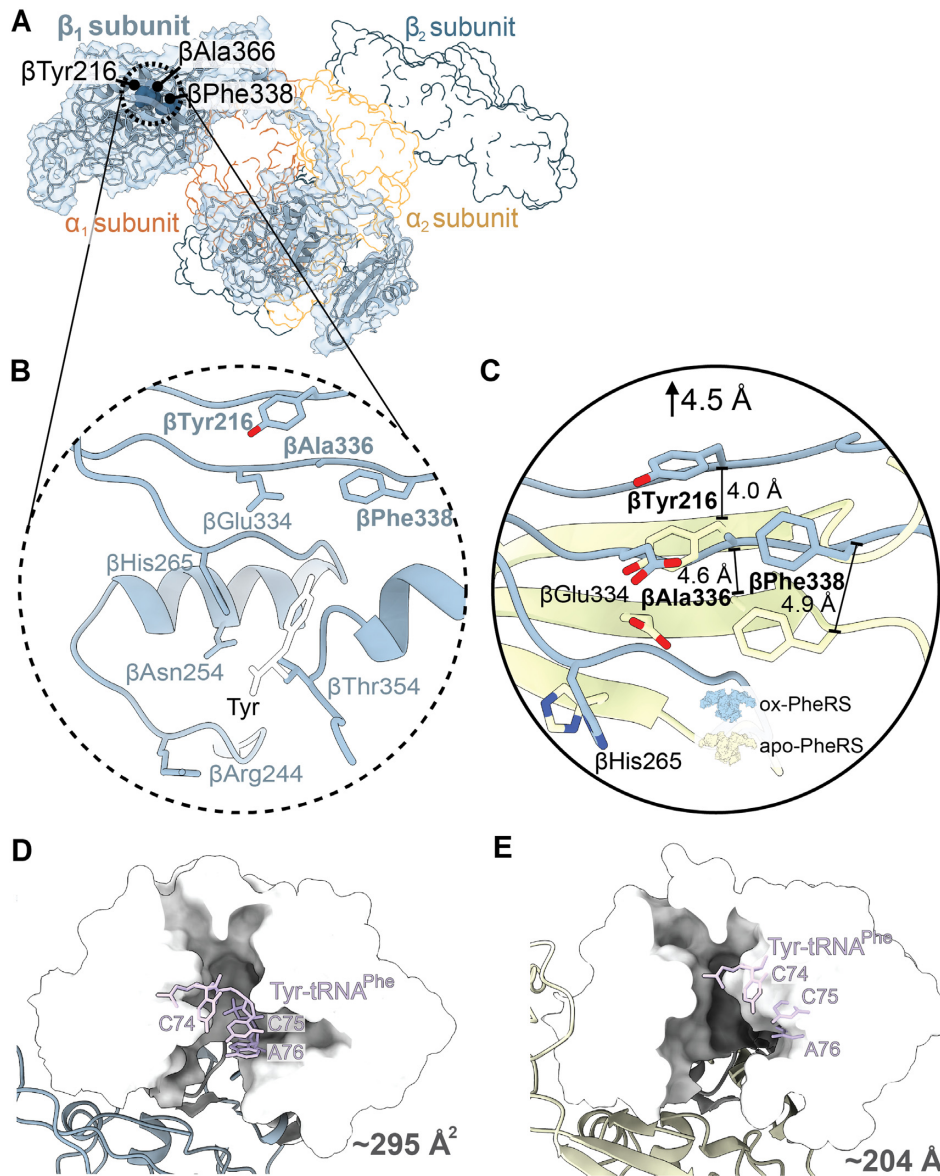 A
β₁ subunit
β₂ subunit
βAla366
βTyr216
βPhe338
α₁ subunit
α₂ subunit
B
βTyr216
βAla336
βGlu334
βPhe338
βHis265
βAsn254
Tyr
βThr354
βArg244
C
4.5 Å
βTyr216
4.0 Å
4.6 Å
βPhe338
βGlu334
βAla336
4.9 Å
ox-PheRS
apo-PheRS
βHis265
D
Tyr-tRNAᴾʰᵉ
C74
C75
A76
~295 Å²
E
Tyr-tRNAᴾʰᵉ
C74
C75
A76
~204 Å